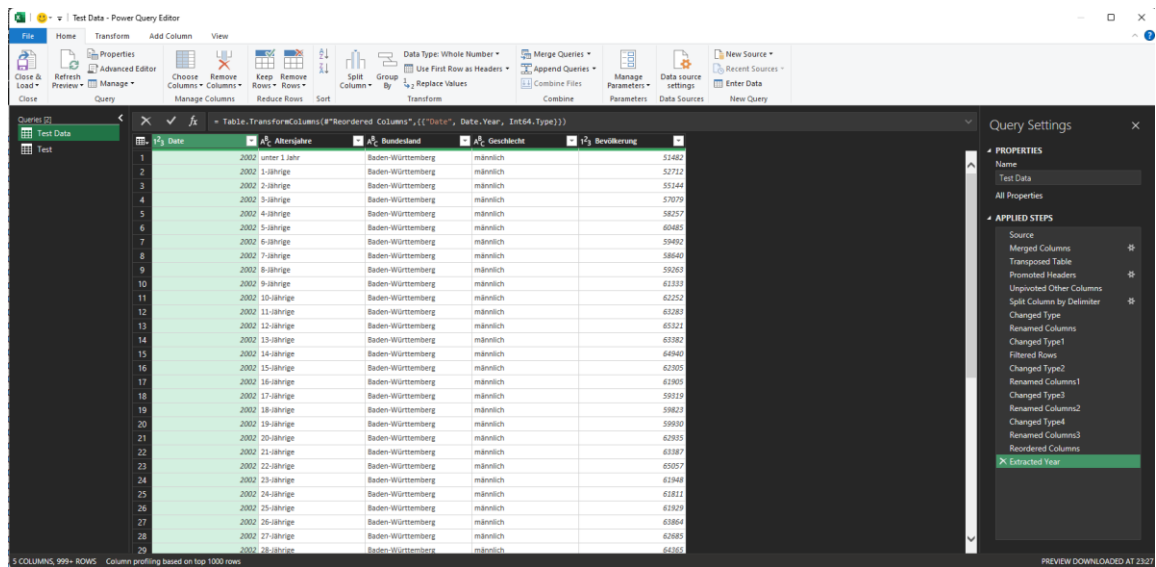 Test Data - Power Query Editor
File Home Transform Add Column View
Close & Load
Refresh Preview
Properties
Advanced Editor
Manage
Choose Columns
Remove Columns
Keep Rows
Remove Rows
Split Column
Group By
Data Type: Whole Number
Use First Row as Headers
Replace Values
Merge Queries
Append Queries
Combine Files
Manage Parameters
Data source settings
New Source
Recent Sources
Enter Data
Close Query Manage Columns Reduce Rows Sort Transform Combine Parameters Data Sources New Query
Queries [2]
Test Data
Test
= Table.TransformColumns(#"Reordered Columns",{{"Date", Date.Year, Int64.Type}})
Date Altersjahre Bundesland Geschlecht Bevölkerung
1 2002 unter 1 Jahr Baden-Württemberg männlich 51482
2 2002 1-Jährige Baden-Württemberg männlich 52712
3 2002 2-Jährige Baden-Württemberg männlich 55144
4 2002 3-Jährige Baden-Württemberg männlich 57079
5 2002 4-Jährige Baden-Württemberg männlich 58257
6 2002 5-Jährige Baden-Württemberg männlich 60485
7 2002 6-Jährige Baden-Württemberg männlich 59492
8 2002 7-Jährige Baden-Württemberg männlich 58640
9 2002 8-Jährige Baden-Württemberg männlich 59263
10 2002 9-Jährige Baden-Württemberg männlich 61333
11 2002 10-Jährige Baden-Württemberg männlich 62252
12 2002 11-Jährige Baden-Württemberg männlich 63283
13 2002 12-Jährige Baden-Württemberg männlich 65321
14 2002 13-Jährige Baden-Württemberg männlich 63382
15 2002 14-Jährige Baden-Württemberg männlich 64940
16 2002 15-Jährige Baden-Württemberg männlich 62305
17 2002 16-Jährige Baden-Württemberg männlich 61905
18 2002 17-Jährige Baden-Württemberg männlich 59319
19 2002 18-Jährige Baden-Württemberg männlich 59823
20 2002 19-Jährige Baden-Württemberg männlich 59930
21 2002 20-Jährige Baden-Württemberg männlich 62935
22 2002 21-Jährige Baden-Württemberg männlich 63387
23 2002 22-Jährige Baden-Württemberg männlich 65057
24 2002 23-Jährige Baden-Württemberg männlich 61948
25 2002 24-Jährige Baden-Württemberg männlich 61811
26 2002 25-Jährige Baden-Württemberg männlich 61929
27 2002 26-Jährige Baden-Württemberg männlich 63864
28 2002 27-Jährige Baden-Württemberg männlich 62685
29 2002 28-Jährige Baden-Württemberg männlich 64365
Query Settings
PROPERTIES
Name
Test Data
All Properties
APPLIED STEPS
Source
Merged Columns
Transposed Table
Promoted Headers
Unpivoted Other Columns
Split Column by Delimiter
Changed Type
Renamed Columns
Changed Type1
Filtered Rows
Changed Type2
Renamed Columns1
Changed Type3
Renamed Columns2
Changed Type4
Renamed Columns3
Reordered Columns
Extracted Year
5 COLUMNS, 999+ ROWS Column profiling based on top 1000 rows
PREVIEW DOWNLOADED AT 23:27